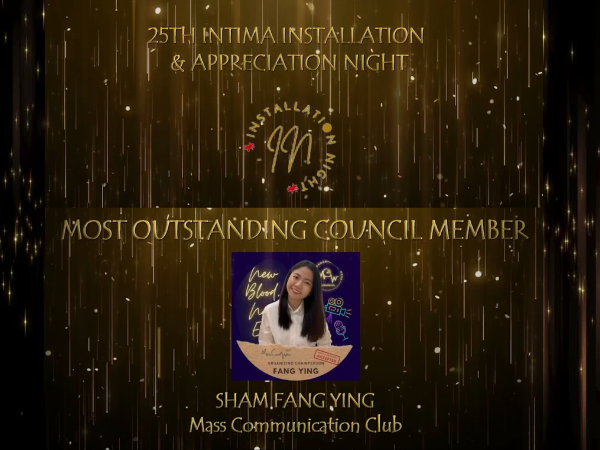 25TH INTIMA INSTALLATION
& APPRECIATION NIGHT
INSTALLATION NIGHT
IN
MOST OUTSTANDING COUNCIL MEMBER
New
Blood,
FANG YING
SHAM FANG YING
Mass Communication Club